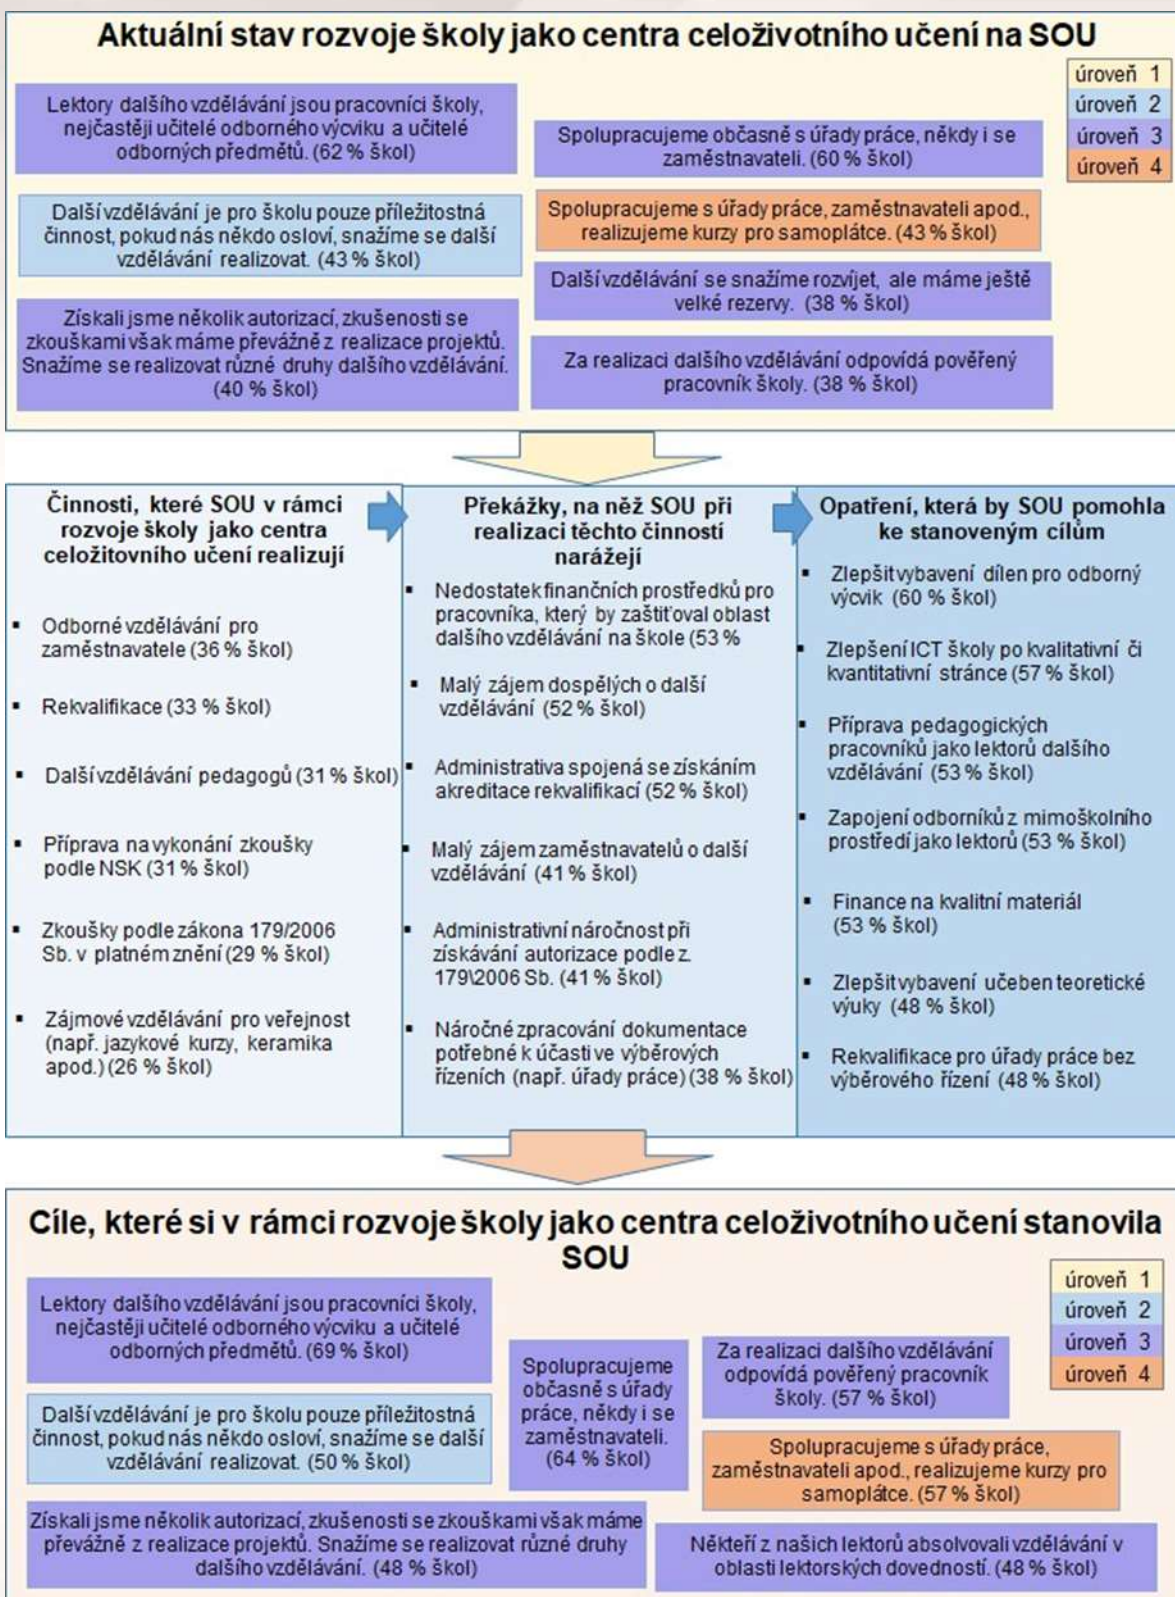 Aktuální stav rozvoje školy jako centra celoživotního učení na SOU
úroveň 1
úroveň 2
úroveň 3
úroveň 4
Lektory dalšího vzdělávání jsou pracovníci školy,
nejčastěji učitelé odborného výcviku a učitelé
odborných předmětů. (62 % škol)
Spolupracujeme občasně s úřady práce, někdy i se
zaměstnavateli. (60 % škol)
Další vzdělávání je pro školu pouze příležitostná
činnost, pokud nás někdo osloví, snažíme se další
vzdělávání realizovat. (43 % škol)
Spolupracujeme s úřady práce, zaměstnavateli apod.,
realizujeme kurzy pro samoplátce. (43 % škol)
Další vzdělávání se snažíme rozvíjet, ale máme ještě
velké rezervy. (38 % škol)
Získali jsme několik autorizací, zkušenosti se
zkouškami však máme převážně z realizace projektů.
Snažíme se realizovat různé druhy dalšího vzdělávání.
(40 % škol)
Za realizaci dalšího vzdělávání odpovídá pověřený
pracovník školy. (38 % škol)
Činnosti, které SOU v rámci
rozvoje školy jako centra
celožitovního učení realizují
▪ Odborné vzdělávání pro
zaměstnavatele (36 % škol)
▪ Rekvalifikace (33 % škol)
▪ Další vzdělávání pedagogů (31 % škol)
▪ Příprava na vykonání zkoušky
podle NSK (31 % škol)
▪ Zkoušky podle zákona 179/2006
Sb. v platném znění (29 % škol)
▪ Zájmové vzdělávání pro veřejnost
(např. jazykové kurzy, keramika
apod.) (26 % škol)
Překážky, na něž SOU při
realizaci těchto činností
narážejí
▪ Nedostatek finančních prostředků pro
pracovníka, který by zaštiťoval oblast
dalšího vzdělávání na škole (53 %
▪ Malý zájem dospělých o další
vzdělávání (52 % škol)
▪ Administrativa spojená se získáním
akreditace rekvalifikací (52 % škol)
▪ Malý zájem zaměstnavatelů o další
vzdělávání (41 % škol)
▪ Administrativní náročnost při
získávání autorizace podle z.
179\2006 Sb. (41 % škol)
▪ Náročné zpracování dokumentace
potřebné k účasti ve výběrových
řízeních (např. úřady práce) (38 % škol)
Opatření, která by SOU pomohla
ke stanoveným cílům
▪ Zlepšit vybavení dílen pro odborný
výcvik (60 % škol)
▪ Zlepšení ICT školy po kvalitativní či
kvantitativní stránce (57 % škol)
▪ Příprava pedagogických
pracovníků jako lektorů dalšího
vzdělávání (53 % škol)
▪ Zapojení odborníků z mimoškolního
prostředí jako lektorů (53 % škol)
▪ Finance na kvalitní materiál
(53 % škol)
▪ Zlepšit vybavení učeben teoretické
výuky (48 % škol)
▪ Rekvalifikace pro úřady práce bez
výběrového řízení (48 % škol)
Cíle, které si v rámci rozvoje školy jako centra celoživotního učení stanovila
SOU
úroveň 1
úroveň 2
úroveň 3
úroveň 4
Lektory dalšího vzdělávání jsou pracovníci školy,
nejčastěji učitelé odborného výcviku a učitelé
odborných předmětů. (69 % škol)
Spolupracujeme
občasně s úřady
práce, někdy i se
zaměstnavateli.
(64 % škol)
Za realizaci dalšího vzdělávání
odpovídá pověřený pracovník
školy. (57 % škol)
Další vzdělávání je pro školu pouze příležitostná
činnost, pokud nás někdo osloví, snažíme se další
vzdělávání realizovat. (50 % škol)
Spolupracujeme s úřady práce,
zaměstnavateli apod., realizujeme kurzy pro
samoplátce. (57 % škol)
Získali jsme několik autorizací, zkušenosti se zkouškami však máme
převážně z realizace projektů. Snažíme se realizovat různé druhy
dalšího vzdělávání. (48 % škol)
Někteří z našich lektorů absolvovali vzdělávání v
oblasti lektorských dovedností. (48 % škol)